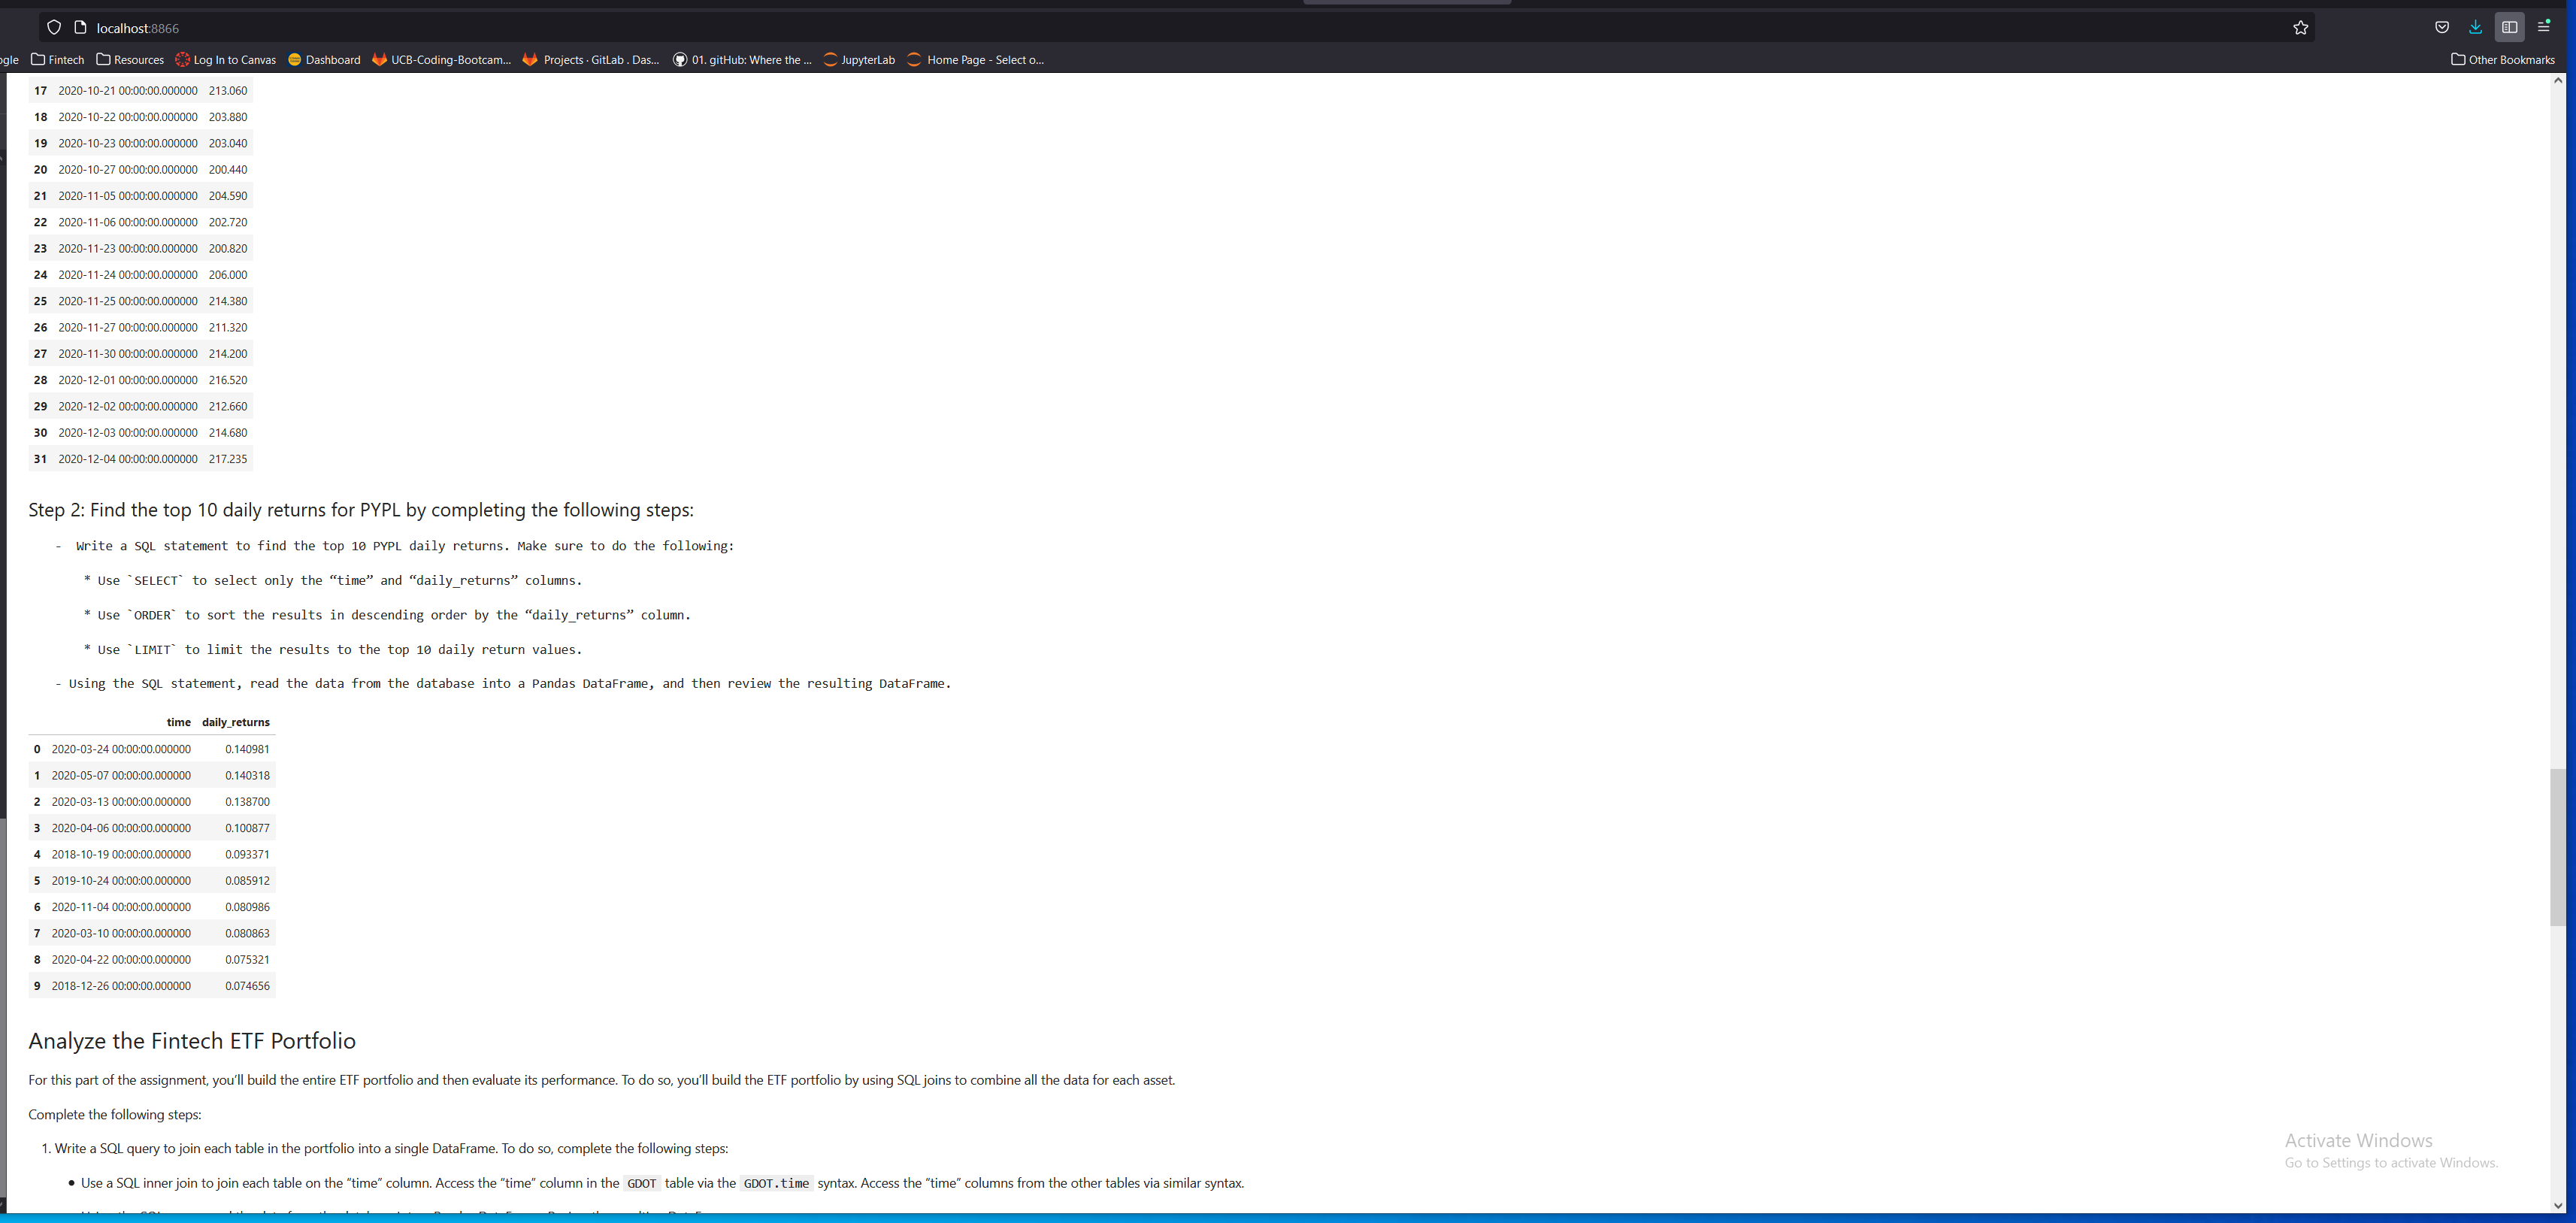 localhost:8866
ogle Fintech Resources Log In to Canvas Dashboard UCB-Coding-Bootcam... Projects · GitLab . Das... 01. gitHub: Where the ... JupyterLab Home Page - Select o... Other Bookmarks
17 2020-10-21 00:00:00.000000 213.060
18 2020-10-22 00:00:00.000000 203.880
19 2020-10-23 00:00:00.000000 203.040
20 2020-10-27 00:00:00.000000 200.440
21 2020-11-05 00:00:00.000000 204.590
22 2020-11-06 00:00:00.000000 202.720
23 2020-11-23 00:00:00.000000 200.820
24 2020-11-24 00:00:00.000000 206.000
25 2020-11-25 00:00:00.000000 214.380
26 2020-11-27 00:00:00.000000 211.320
27 2020-11-30 00:00:00.000000 214.200
28 2020-12-01 00:00:00.000000 216.520
29 2020-12-02 00:00:00.000000 212.660
30 2020-12-03 00:00:00.000000 214.680
31 2020-12-04 00:00:00.000000 217.235
Step 2: Find the top 10 daily returns for PYPL by completing the following steps:
- Write a SQL statement to find the top 10 PYPL daily returns. Make sure to do the following:
* Use `SELECT` to select only the “time” and “daily_returns” columns.
* Use `ORDER` to sort the results in descending order by the “daily_returns” column.
* Use `LIMIT` to limit the results to the top 10 daily return values.
- Using the SQL statement, read the data from the database into a Pandas DataFrame, and then review the resulting DataFrame.
time daily_returns
0 2020-03-24 00:00:00.000000 0.140981
1 2020-05-07 00:00:00.000000 0.140318
2 2020-03-13 00:00:00.000000 0.138700
3 2020-04-06 00:00:00.000000 0.100877
4 2018-10-19 00:00:00.000000 0.093371
5 2019-10-24 00:00:00.000000 0.085912
6 2020-11-04 00:00:00.000000 0.080986
7 2020-03-10 00:00:00.000000 0.080863
8 2020-04-22 00:00:00.000000 0.075321
9 2018-12-26 00:00:00.000000 0.074656
Analyze the Fintech ETF Portfolio
For this part of the assignment, you’ll build the entire ETF portfolio and then evaluate its performance. To do so, you’ll build the ETF portfolio by using SQL joins to combine all the data for each asset.
Complete the following steps:
1. Write a SQL query to join each table in the portfolio into a single DataFrame. To do so, complete the following steps:
• Use a SQL inner join to join each table on the “time” column. Access the “time” column in the GDOT table via the GDOT.time syntax. Access the “time” columns from the other tables via similar syntax.
Activate Windows
Go to Settings to activate Windows.